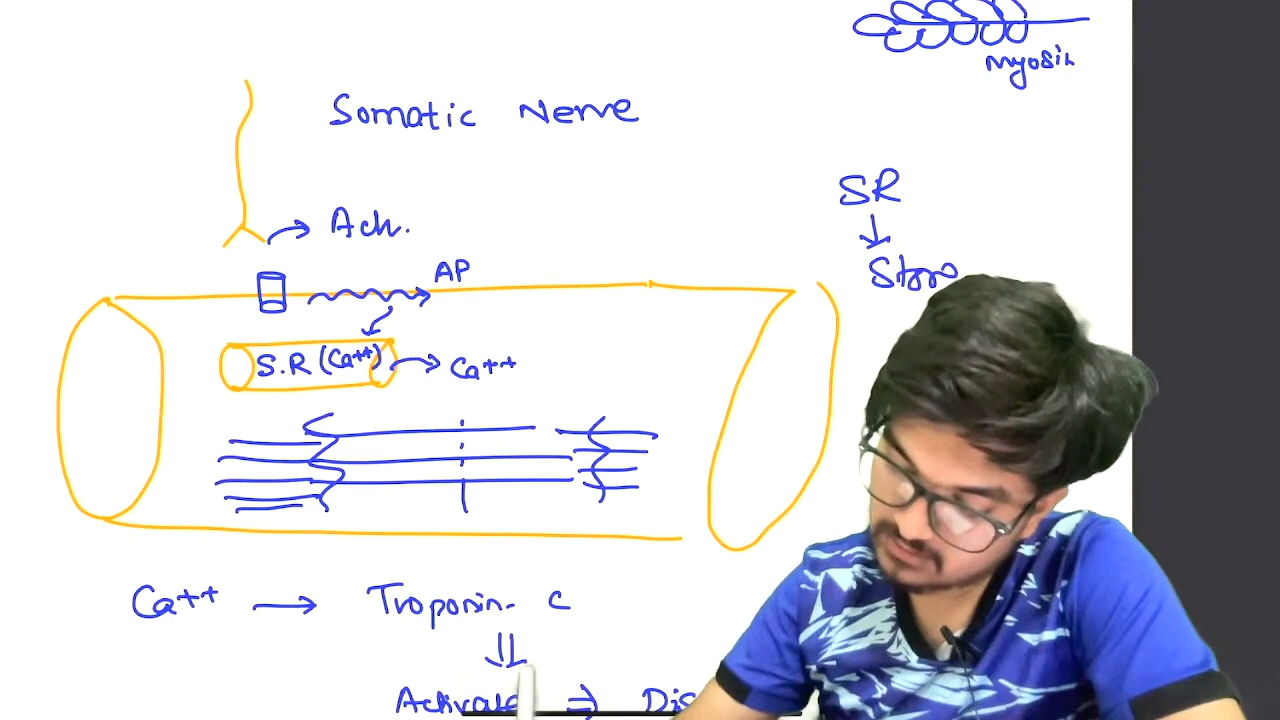 myosin
Somatic Nerve
SR
↓
Ach.
AP
S.R (Ca++) → Ca++
Ca++ → Troponin- C
⇓
⇒